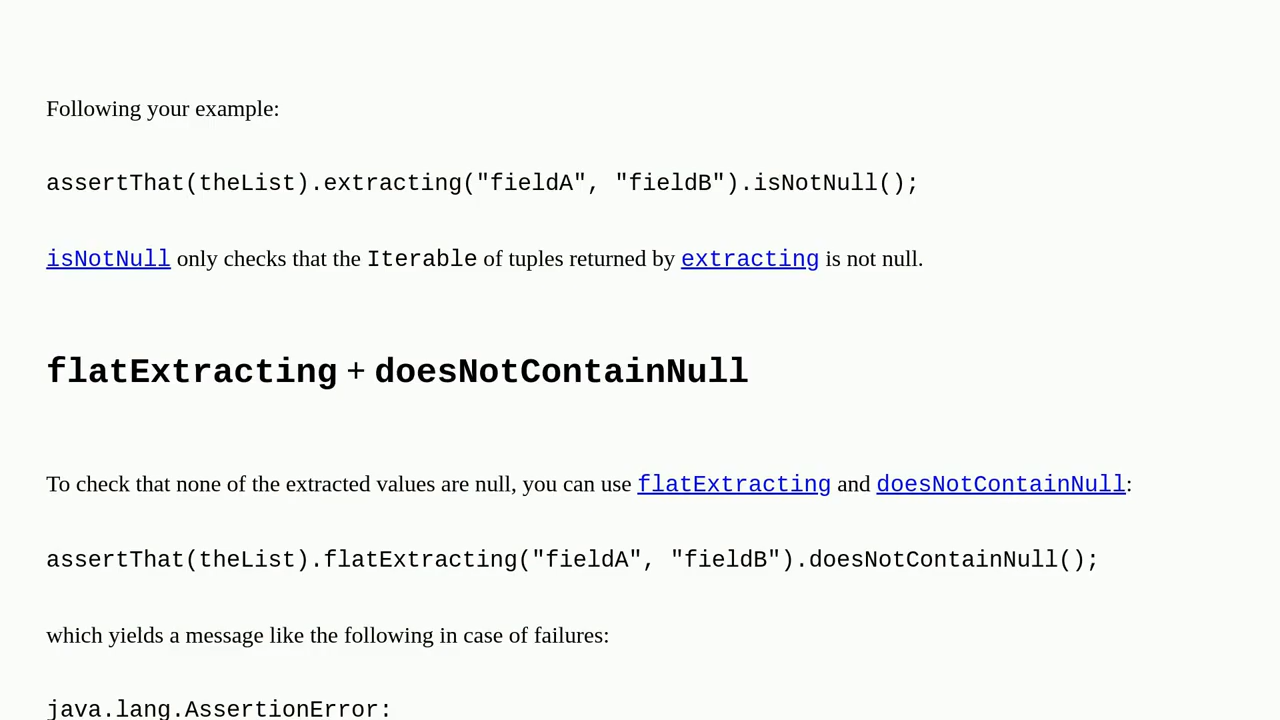 Following your example:
assertThat(theList).extracting("fieldA", "fieldB").isNotNull();
isNotNull only checks that the Iterable of tuples returned by extracting is not null.
flatExtracting + doesNotContainNull
To check that none of the extracted values are null, you can use flatExtracting and doesNotContainNull:
assertThat(theList).flatExtracting("fieldA", "fieldB").doesNotContainNull();
which yields a message like the following in case of failures:
java.lang.AssertionError: